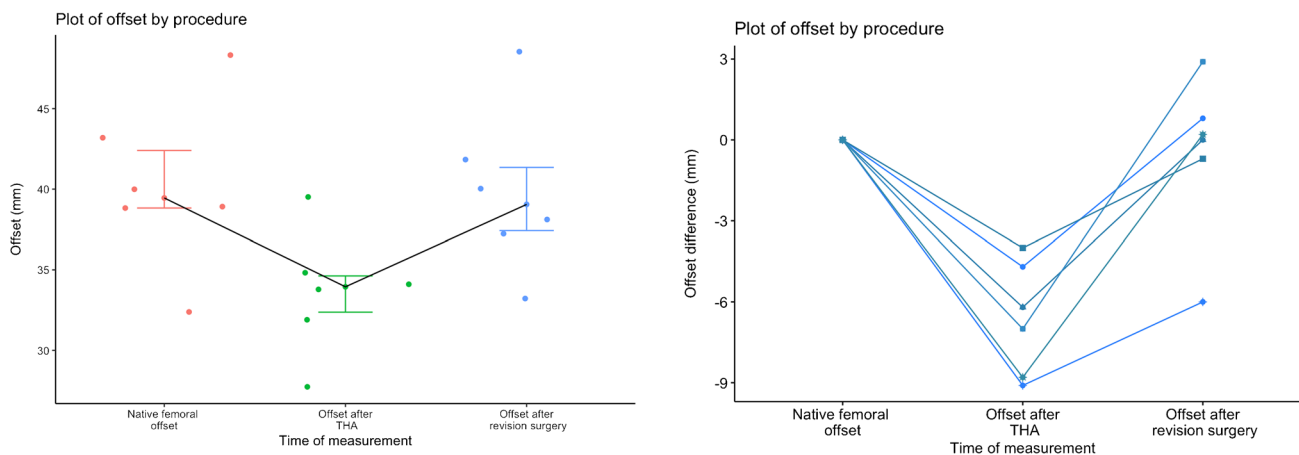 Plot of offset by procedure
Offset (mm)
45
40
35
30
Native femoral
offset
Offset after
THA
Offset after
revision surgery
Time of measurement
Plot of offset by procedure
Offset difference (mm)
3
0
-3
-6
-9
Native femoral
offset
Offset after
THA
Offset after
revision surgery
Time of measurement